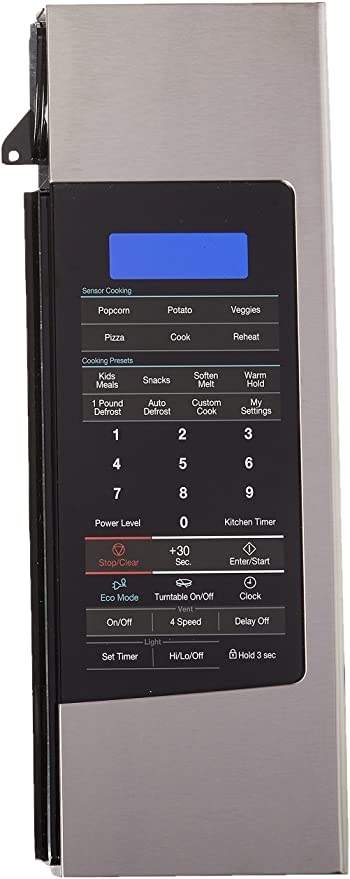 Sensor Cooking
Popcorn Potato Veggies
Pizza Cook Reheat
Cooking Presets
Kids Meals Snacks Soften Melt Warm Hold
1 Pound Defrost Auto Defrost Custom Cook My Settings
1 2 3
4 5 6
7 8 9
Power Level 0 Kitchen Timer
Stop/Clear +30 Sec. Enter/Start
Eco Mode Turntable On/Off Clock
Vent
On/Off 4 Speed Delay Off
Light
Set Timer Hi/Lo/Off Hold 3 sec